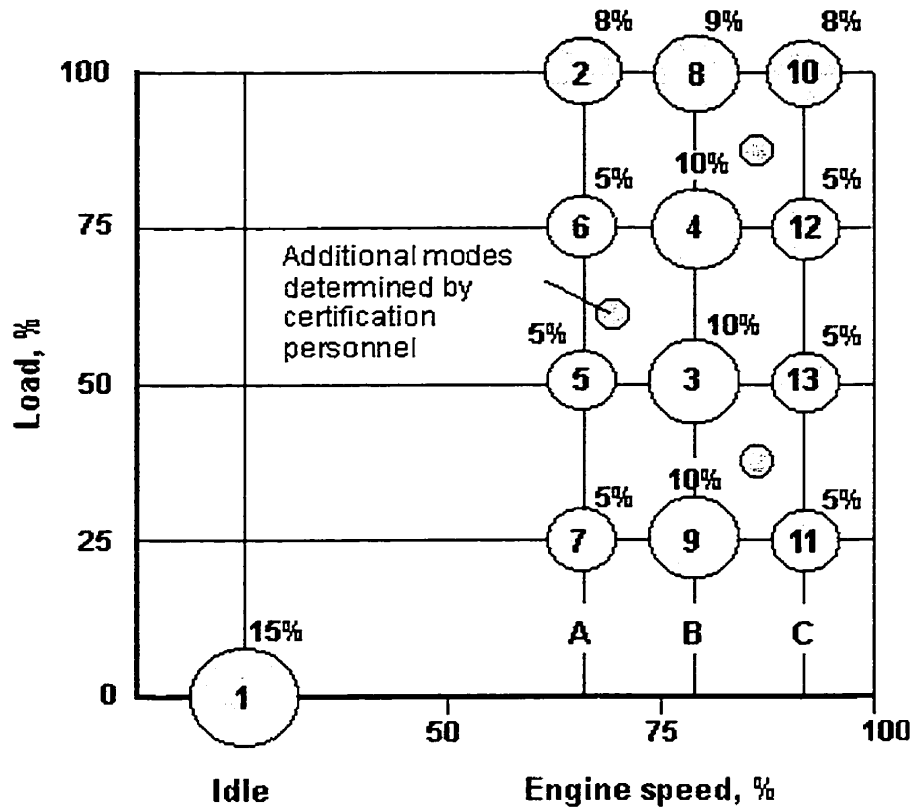 8% 9% 8%
100 2 8 10
10%
5% 5%
75 6 4 12
Additional modes
determined by
certification
personnel
5% 10% 5%
50 5 3 13
10%
5% 5%
25 7 9 11
A B C
15%
0 1
50 75 100
Idle Engine speed, %
Load, %